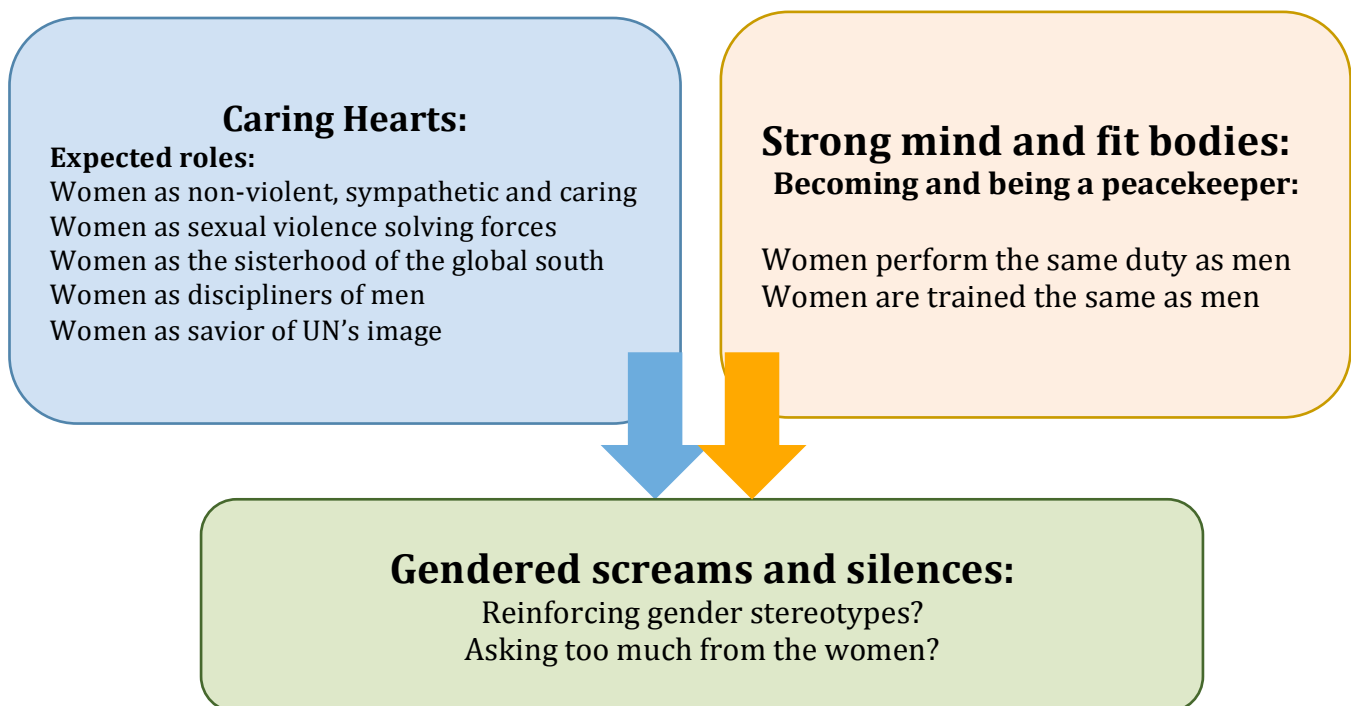 Caring Hearts:
Expected roles:
Women as non-violent, sympathetic and caring
Women as sexual violence solving forces
Women as the sisterhood of the global south
Women as discipliners of men
Women as savior of UN’s image
Strong mind and fit bodies:
Becoming and being a peacekeeper:
Women perform the same duty as men
Women are trained the same as men
Gendered screams and silences:
Reinforcing gender stereotypes?
Asking too much from the women?